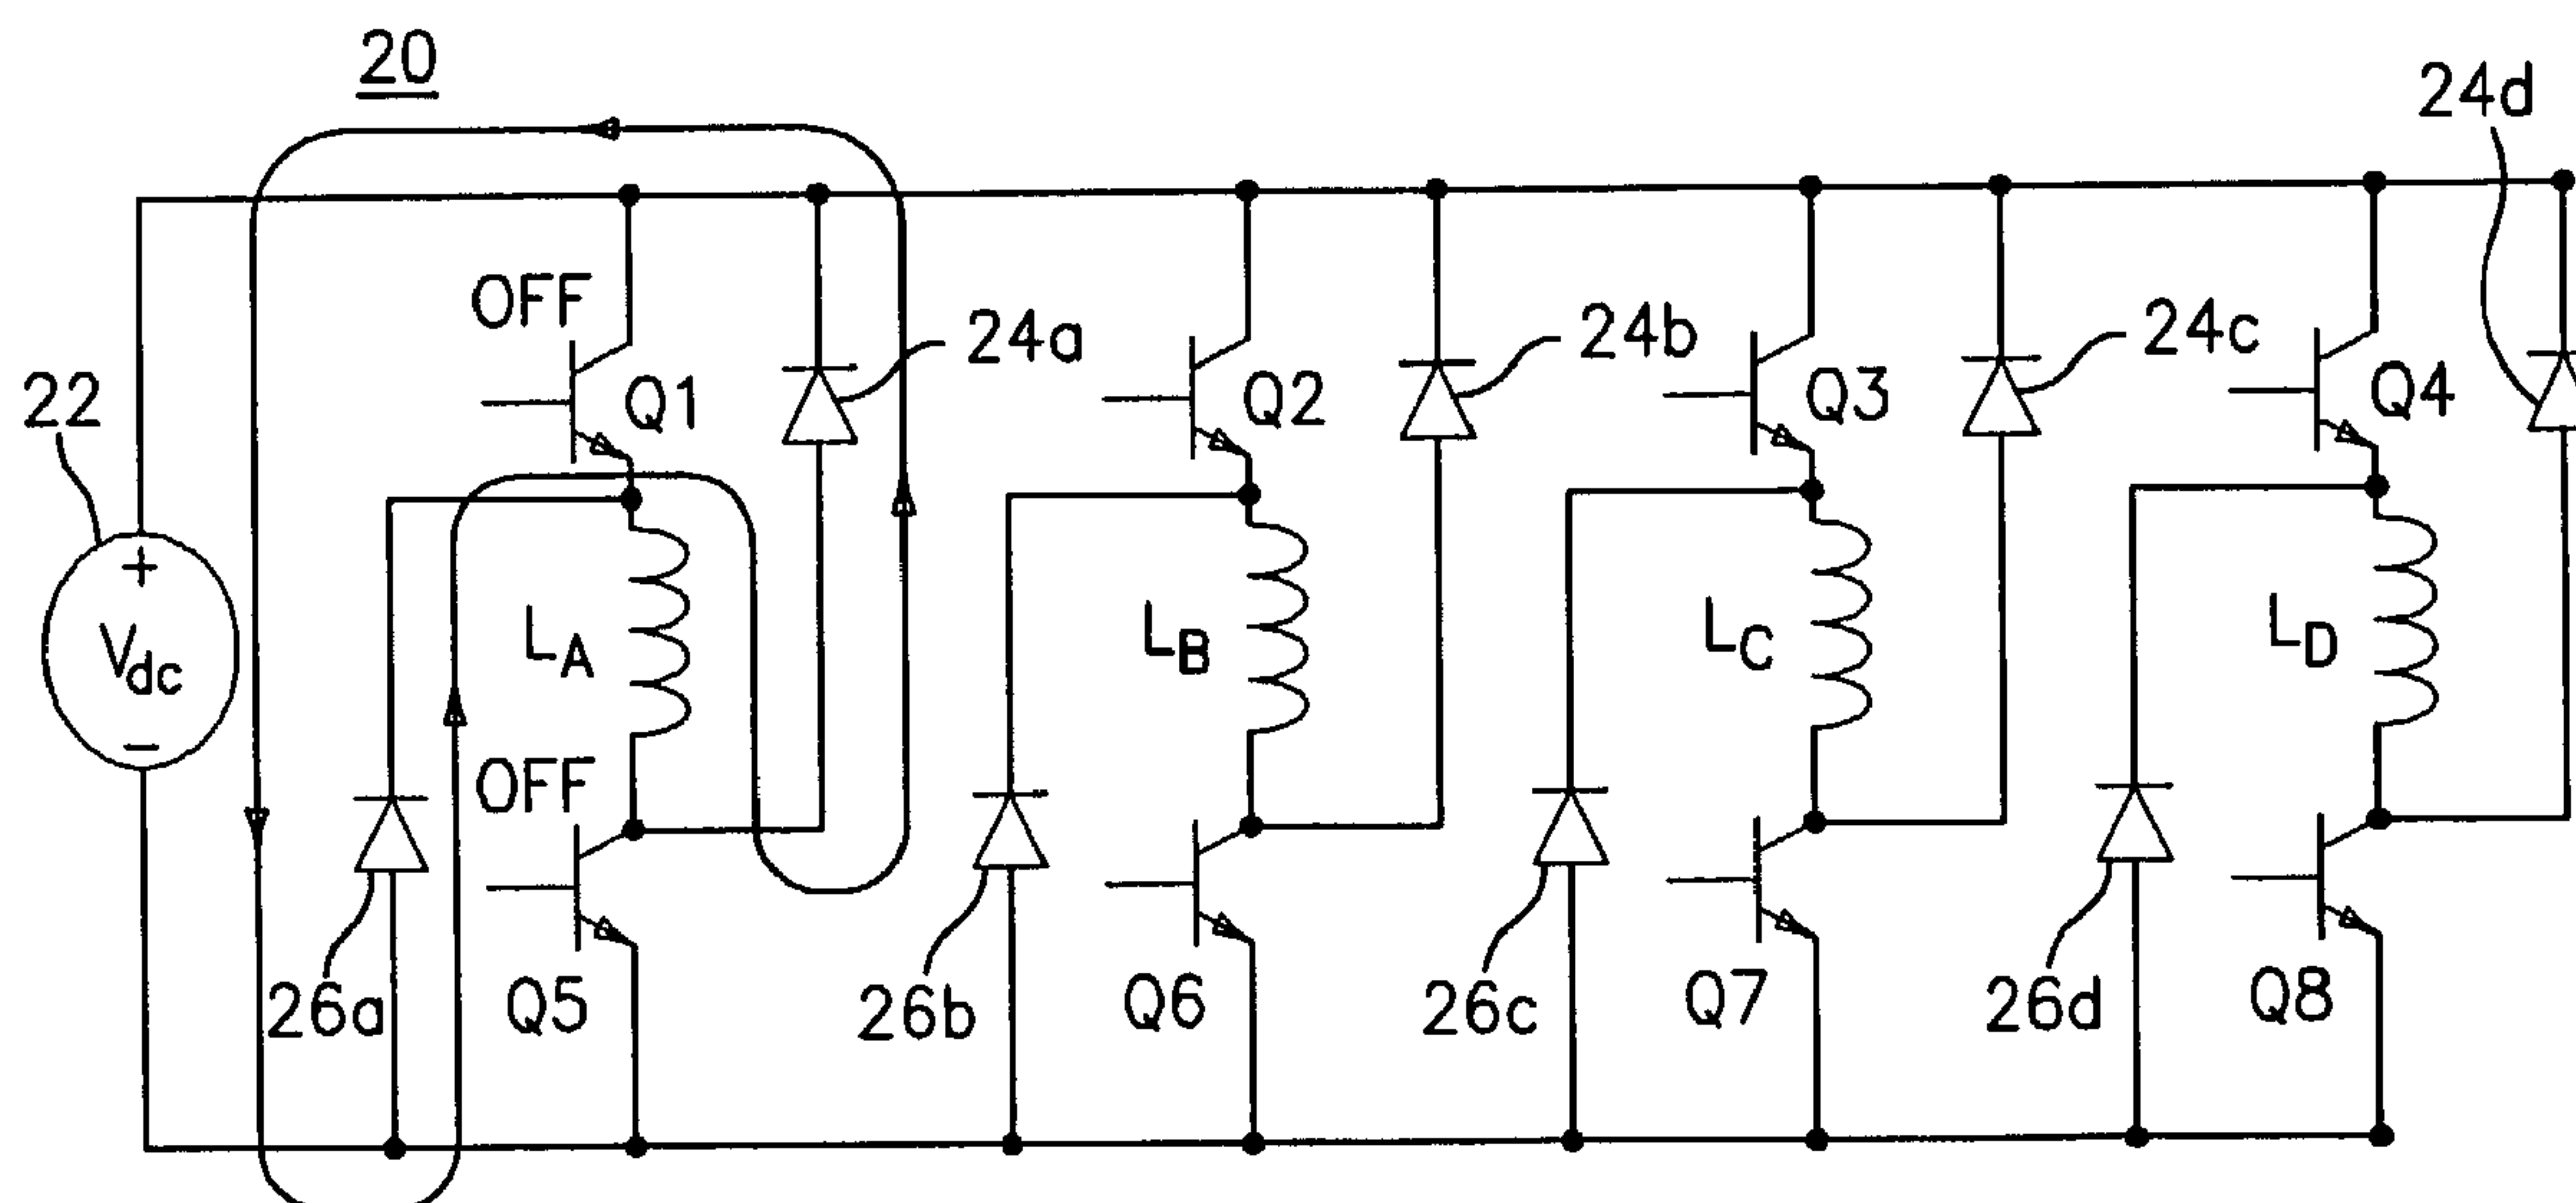 20
24d
OFF
24a
24b
24c
22
Q1
Q2
Q3
Q4
+
Vdc
−
LA
LB
LC
LD
OFF
26a
Q5
26b
Q6
26c
Q7
26d
Q8